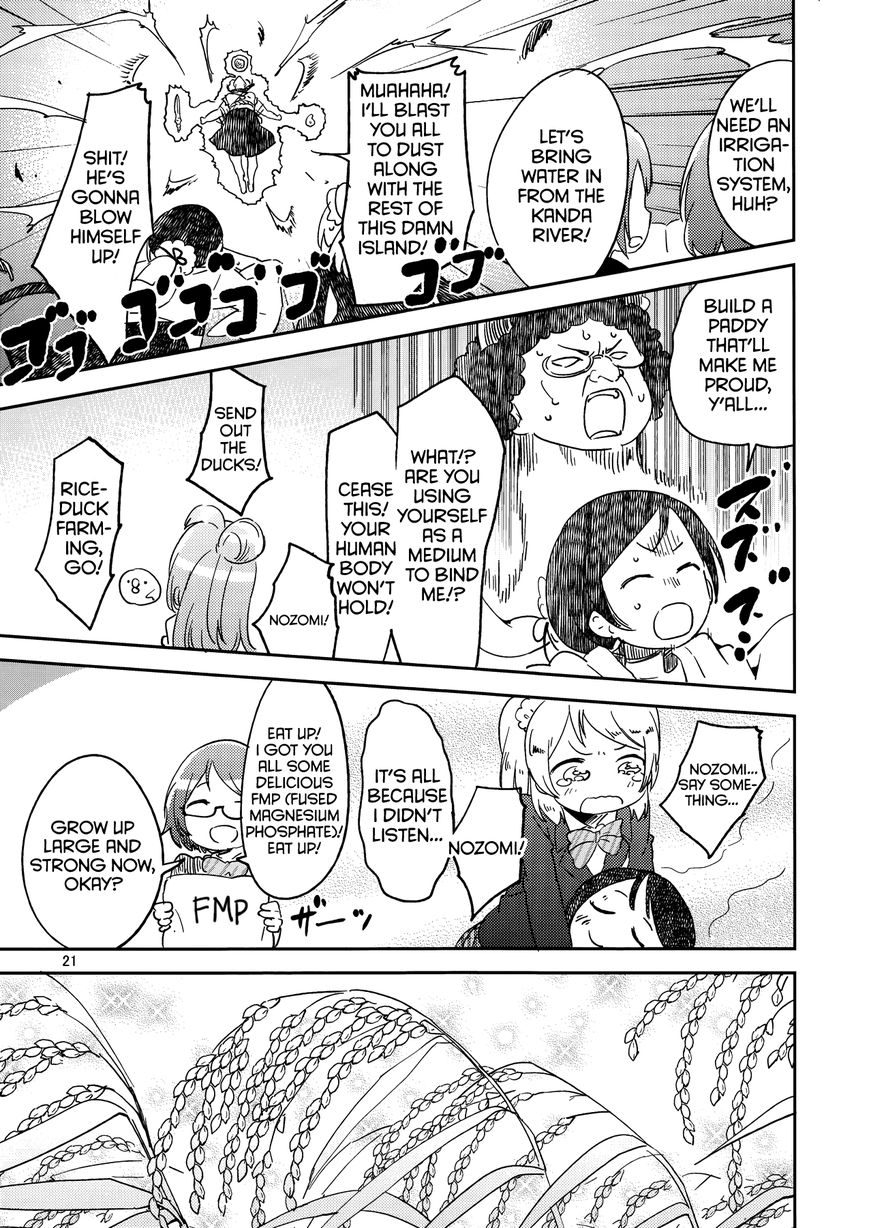 WE'LL
NEED AN
IRRIGA-
TION
SYSTEM,
HUH?
LET'S
BRING
WATER IN
FROM THE
KANDA
RIVER!
MUAHAHA!
I'LL BLAST
YOU ALL
TO DUST
ALONG
WITH THE
REST OF
THIS DAMN
ISLAND!
SHIT!
HE'S
GONNA
BLOW
HIMSELF
UP!
ゴゴゴゴゴゴゴ
BUILD A
PADDY
THAT'LL
MAKE ME
PROUD,
Y'ALL...
ズズズ…
WHAT!?
ARE YOU
USING
YOURSELF
AS A
MEDIUM
TO BIND
ME!?
CEASE
THIS!
YOUR
HUMAN
BODY
WON'T
HOLD!
NOZOMI!
SEND
OUT
THE
DUCKS!
RICE-
DUCK
FARM-
ING,
GO!
NOZOMI...
SAY SOME-
THING...
NOZOMI!
IT'S ALL
BECAUSE
I DIDN'T
LISTEN...
EAT UP!
I GOT YOU
ALL SOME
DELICIOUS
FMP (FUSED
MAGNESIUM
PHOSPHATE)!
EAT UP!
GROW UP
LARGE AND
STRONG NOW,
OKAY?
FMP
ザーッ
21